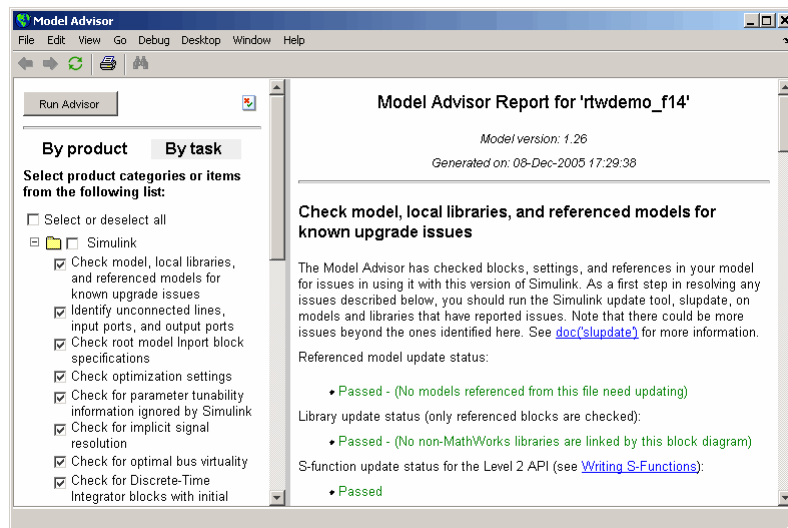 Model Advisor
File Edit View Go Debug Desktop Window Help
Run Advisor
By product By task
Select product categories or items
from the following list:
Select or deselect all
Simulink
Check model, local libraries,
and referenced models for
known upgrade issues
Identify unconnected lines,
input ports, and output ports
Check root model Inport block
specifications
Check optimization settings
Check for parameter tunability
information ignored by Simulink
Check for implicit signal
resolution
Check for optimal bus virtuality
Check for Discrete-Time
Integrator blocks with initial
Model Advisor Report for 'rtwdemo_f14'
Model version: 1.26
Generated on: 08-Dec-2005 17:29:38
Check model, local libraries, and referenced models for
known upgrade issues
The Model Advisor has checked blocks, settings, and references in your model
for issues in using it with this version of Simulink. As a first step in resolving any
issues described below, you should run the Simulink update tool, slupdate, on
models and libraries that have reported issues. Note that there could be more
issues beyond the ones identified here. See doc('slupdate') for more information.
Referenced model update status:
Passed - (No models referenced from this file need updating)
Library update status (only referenced blocks are checked):
Passed - (No non-MathWorks libraries are linked by this block diagram)
S-function update status for the Level 2 API (see Writing S-Functions):
Passed